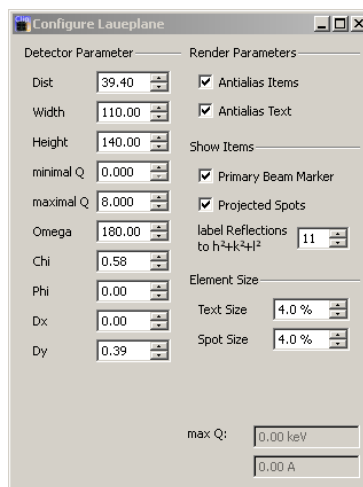 Clip
Configure Laueplane
Detector Parameter
Dist 39.40
Width 110.00
Height 140.00
minimal Q 0.000
maximal Q 8.000
Omega 180.00
Chi 0.58
Phi 0.00
Dx 0.00
Dy 0.39
Render Parameters
Antialias Items
Antialias Text
Show Items
Primary Beam Marker
Projected Spots
label Reflections
to h²+k²+l² 11
Element Size
Text Size 4.0 %
Spot Size 4.0 %
max Q: 0.00 keV
0.00 A